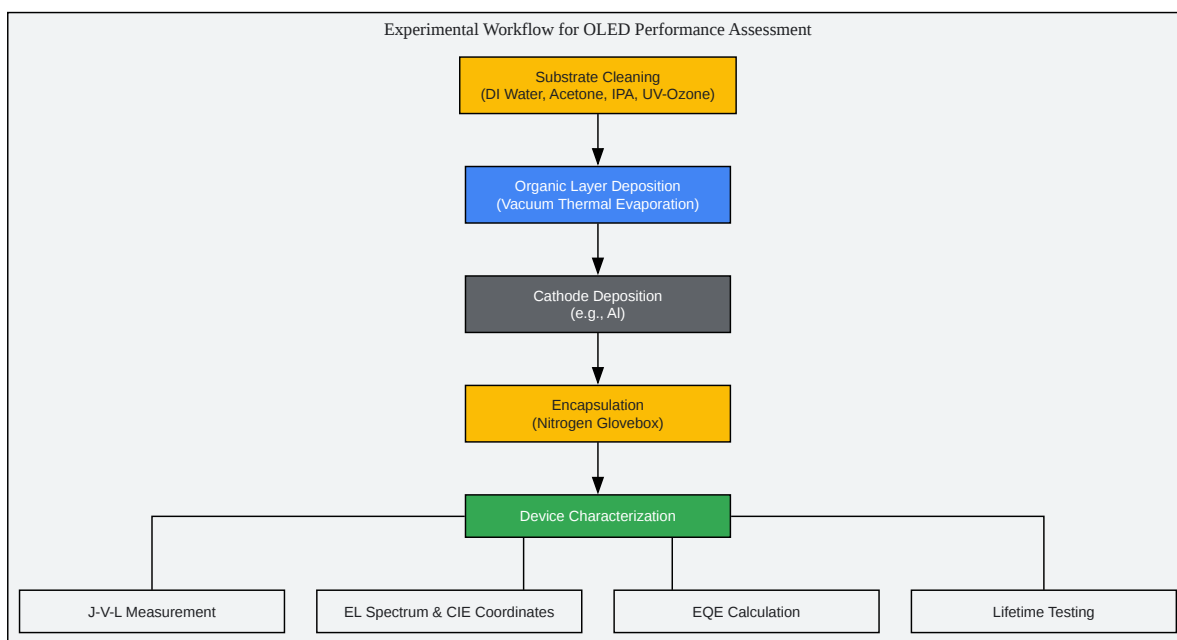 Experimental Workflow for OLED Performance Assessment
Substrate Cleaning
(DI Water, Acetone, IPA, UV-Ozone)
Organic Layer Deposition
(Vacuum Thermal Evaporation)
Cathode Deposition
(e.g., Al)
Encapsulation
(Nitrogen Glovebox)
Device Characterization
J-V-L Measurement
EL Spectrum & CIE Coordinates
EQE Calculation
Lifetime Testing